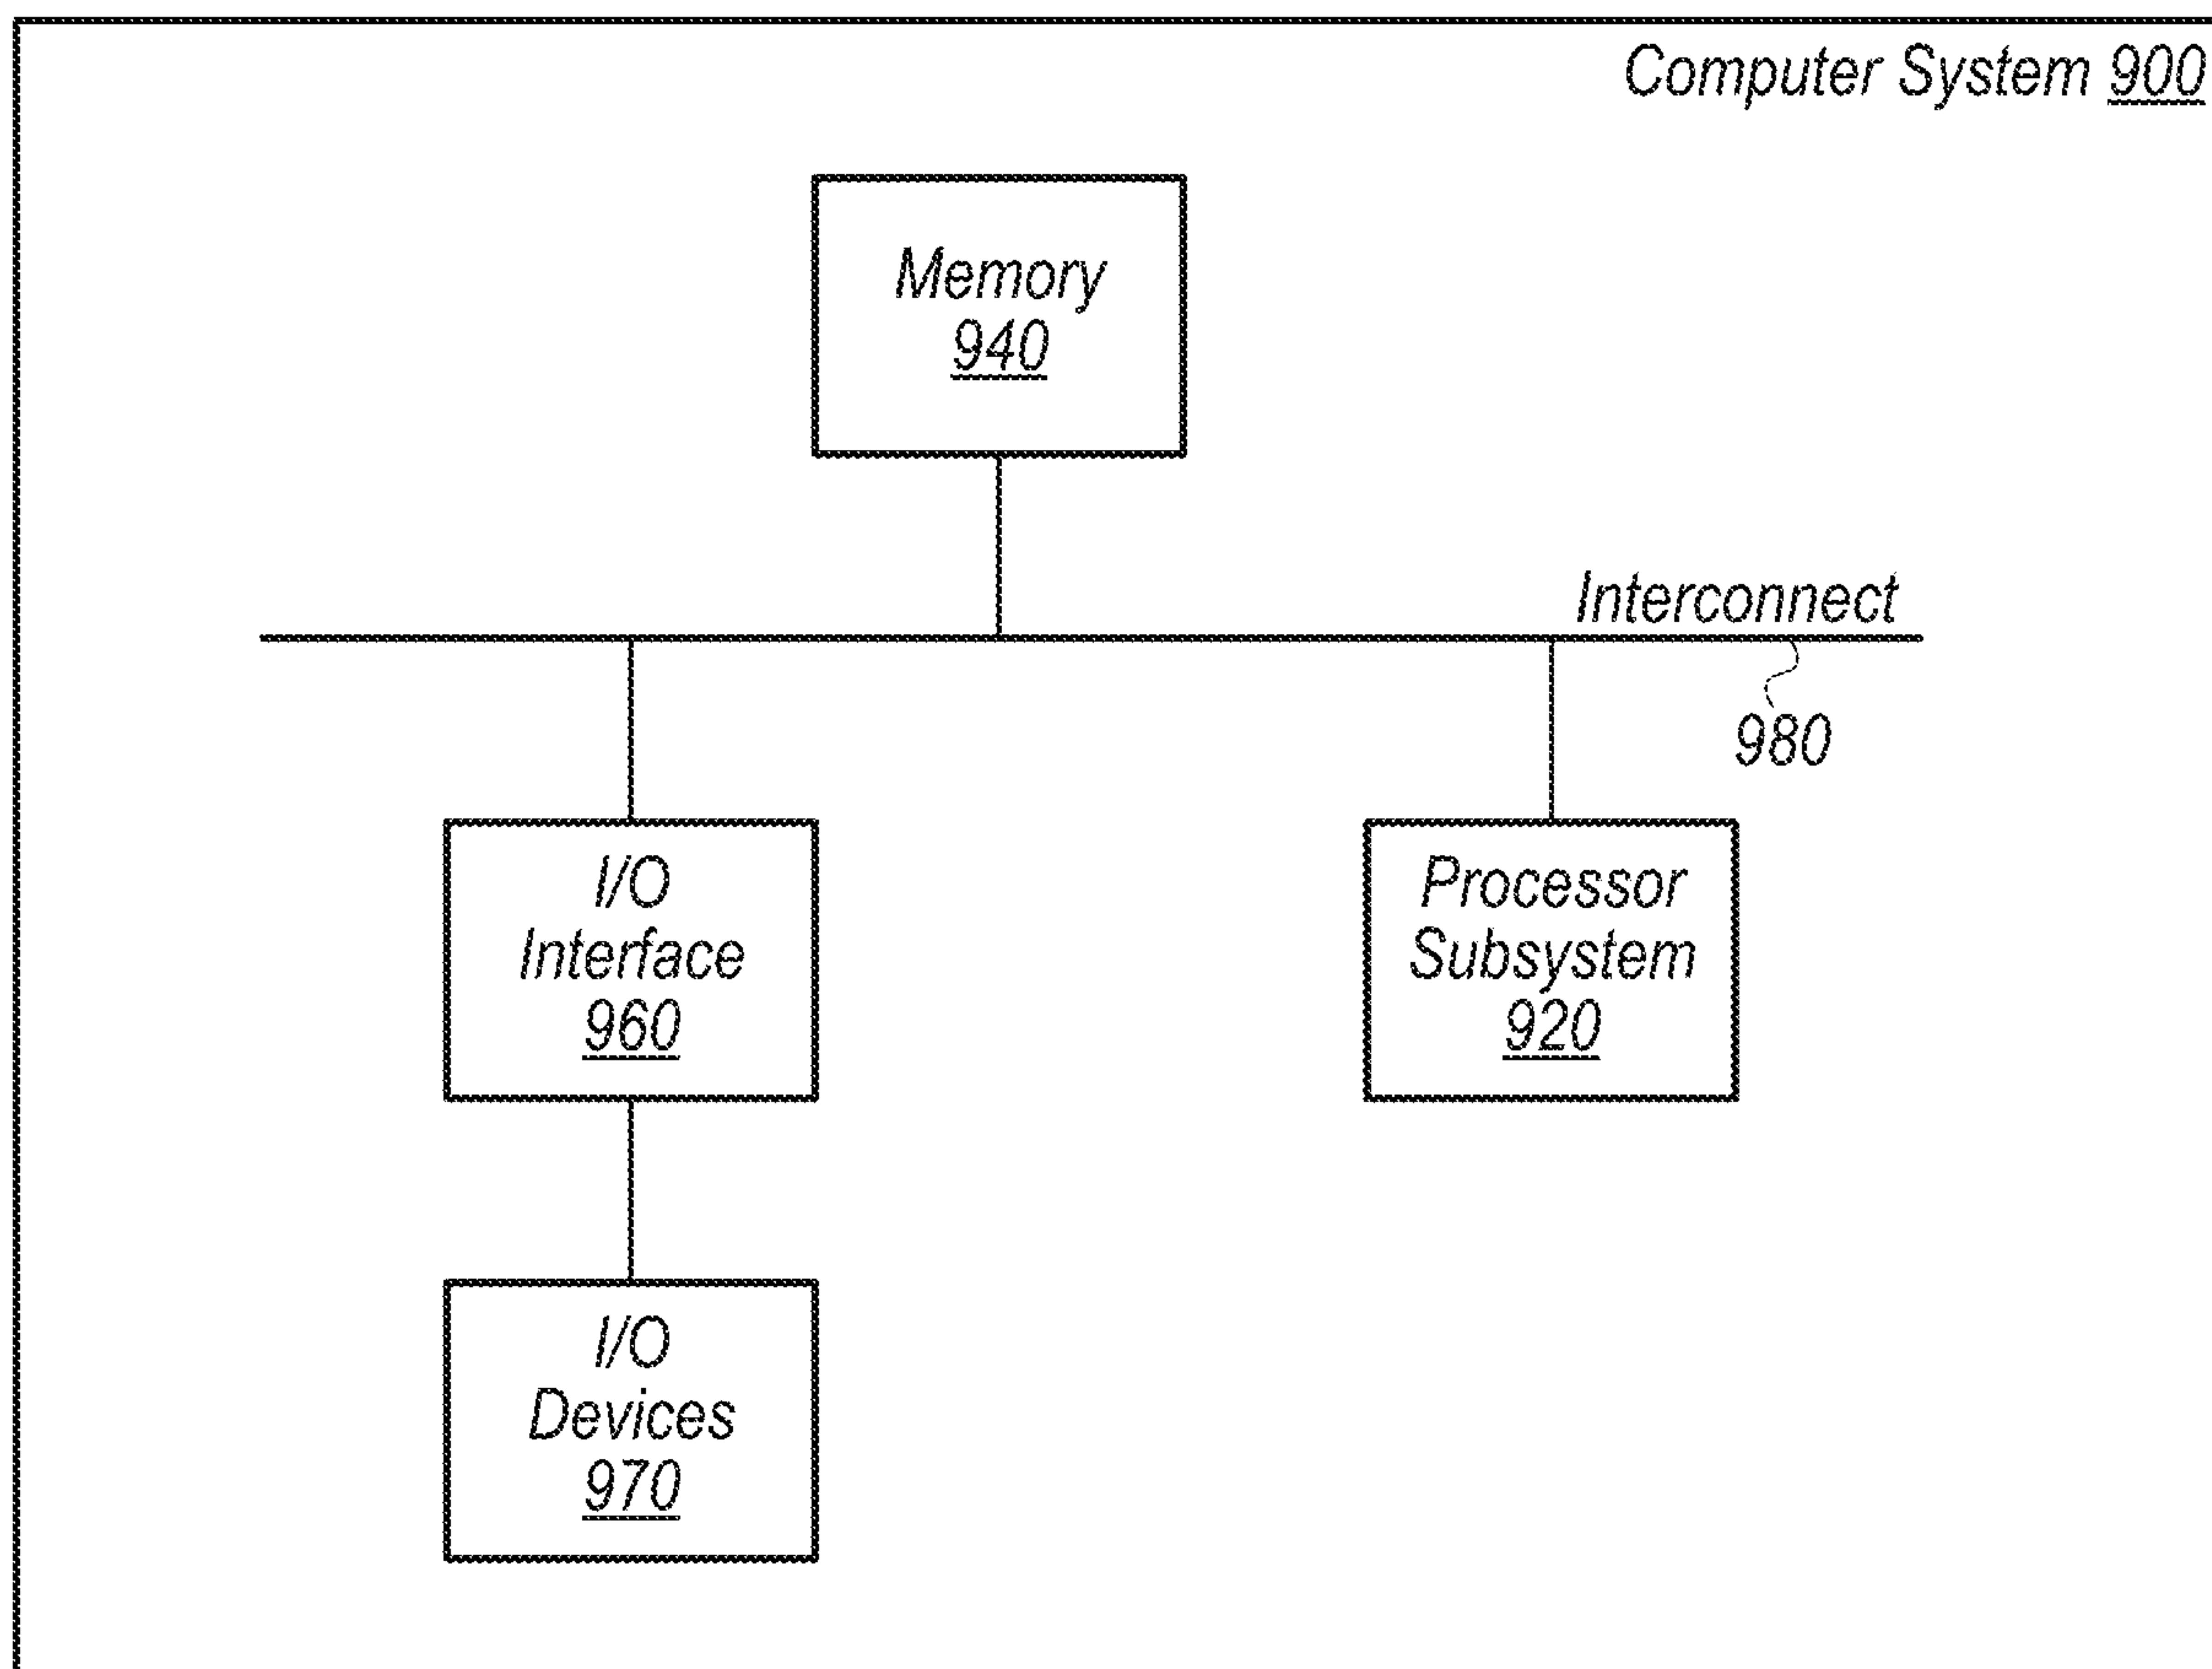 Computer System 900
Memory
940
Interconnect
980
I/O
Interface
960
Processor
Subsystem
920
I/O
Devices
970